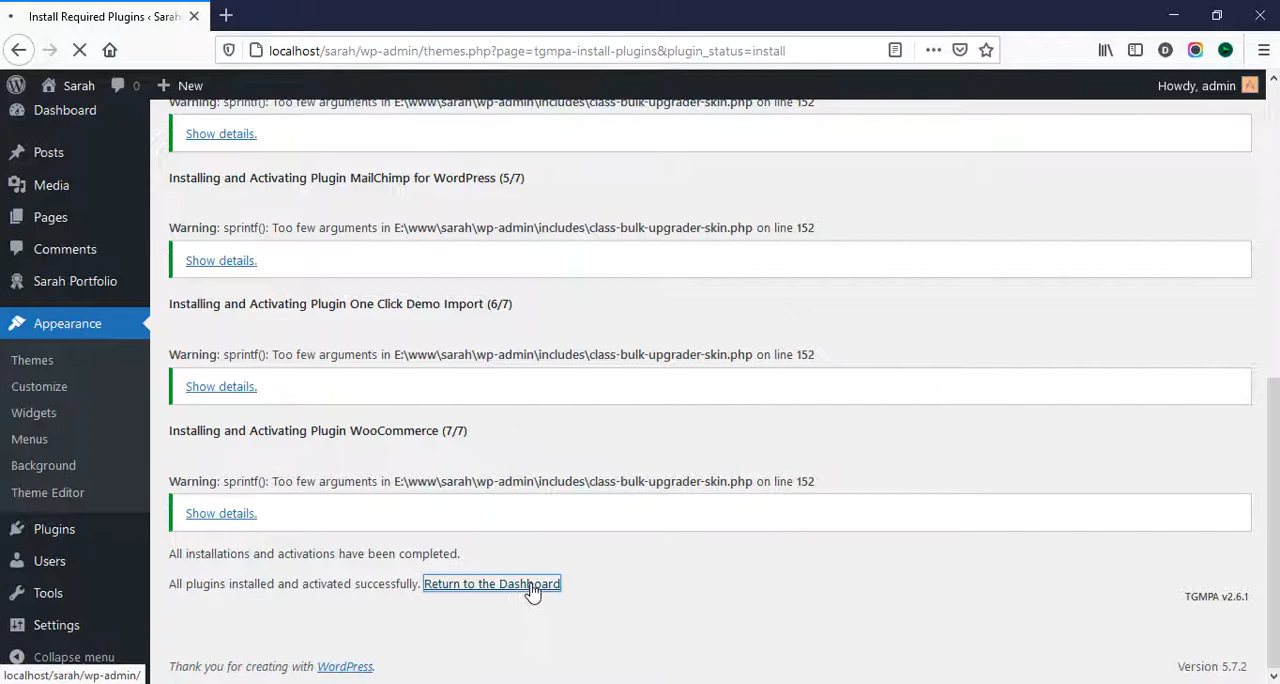 Install Required Plugins ‹ Sarah
localhost/sarah/wp-admin/themes.php?page=tgmpa-install-plugins&plugin_status=install
Sarah
0
New
Howdy, admin
Dashboard
Posts
Media
Pages
Comments
Sarah Portfolio
Appearance
Themes
Customize
Widgets
Menus
Background
Theme Editor
Plugins
Users
Tools
Settings
Collapse menu
Warning: sprintf(): Too few arguments in E:\www\sarah\wp-admin\includes\class-bulk-upgrader-skin.php on line 152
Show details.
Installing and Activating Plugin MailChimp for WordPress (5/7)
Warning: sprintf(): Too few arguments in E:\www\sarah\wp-admin\includes\class-bulk-upgrader-skin.php on line 152
Show details.
Installing and Activating Plugin One Click Demo Import (6/7)
Warning: sprintf(): Too few arguments in E:\www\sarah\wp-admin\includes\class-bulk-upgrader-skin.php on line 152
Show details.
Installing and Activating Plugin WooCommerce (7/7)
Warning: sprintf(): Too few arguments in E:\www\sarah\wp-admin\includes\class-bulk-upgrader-skin.php on line 152
Show details.
All installations and activations have been completed.
All plugins installed and activated successfully. Return to the Dashboard
TGMPA v2.6.1
Thank you for creating with WordPress.
Version 5.7.2
localhost/sarah/wp-admin/